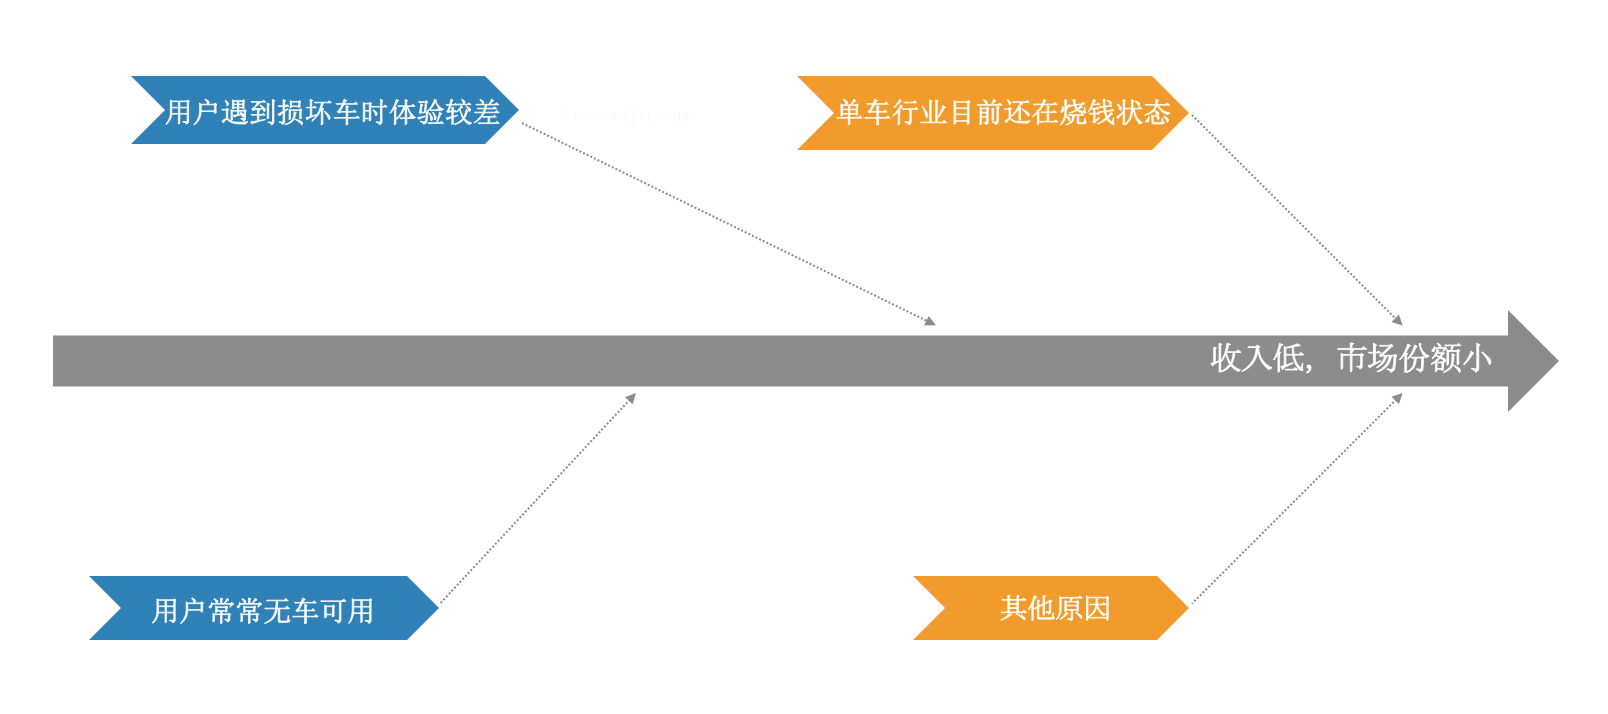 用户遇到损坏车时体验较差
单车行业目前还在烧钱状态
收入低，市场份额小
用户常常无车可用
其他原因